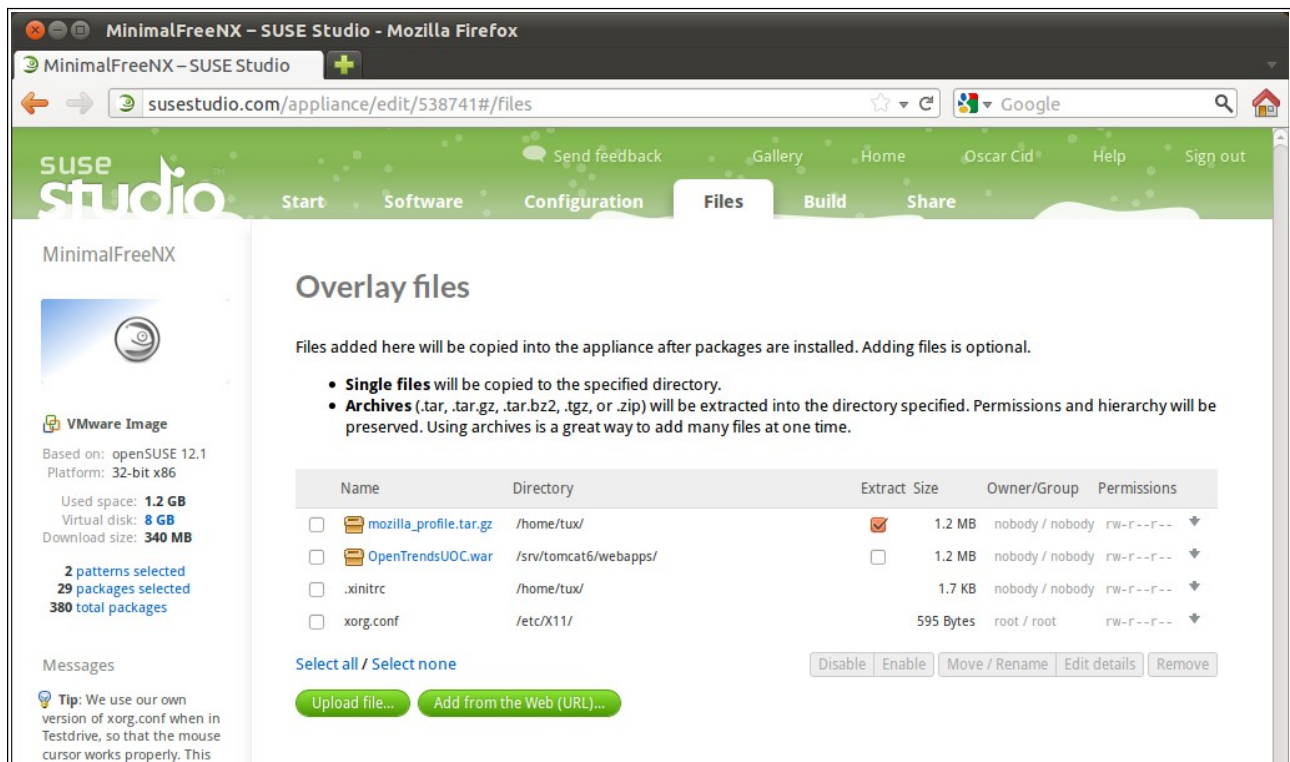 MinimalFreeNX – SUSE Studio - Mozilla Firefox
MinimalFreeNX – SUSE Studio
susestudio.com/appliance/edit/538741#/files
Google
suse
studio
TM
Send feedback
Gallery
Home
Oscar Cid
Help
Sign out
Start
Software
Configuration
Files
Build
Share
MinimalFreeNX
VMware Image
Based on: openSUSE 12.1
Platform: 32-bit x86
Used space: 1.2 GB
Virtual disk: 8 GB
Download size: 340 MB
2 patterns selected
29 packages selected
380 total packages
Messages
Tip: We use our own
version of xorg.conf when in
Testdrive, so that the mouse
cursor works properly. This
Overlay files
Files added here will be copied into the appliance after packages are installed. Adding files is optional.
• Single files will be copied to the specified directory.
• Archives (.tar, .tar.gz, .tar.bz2, .tgz, or .zip) will be extracted into the directory specified. Permissions and hierarchy will be
preserved. Using archives is a great way to add many files at one time.
Name Directory Extract Size Owner/Group Permissions
mozilla_profile.tar.gz /home/tux/ 1.2 MB nobody / nobody rw-r--r--
OpenTrendsUOC.war /srv/tomcat6/webapps/ 1.2 MB nobody / nobody rw-r--r--
.xinitrc /home/tux/ 1.7 KB nobody / nobody rw-r--r--
xorg.conf /etc/X11/ 595 Bytes root / root rw-r--r--
Select all / Select none
Disable Enable Move / Rename Edit details Remove
Upload file... Add from the Web (URL)...